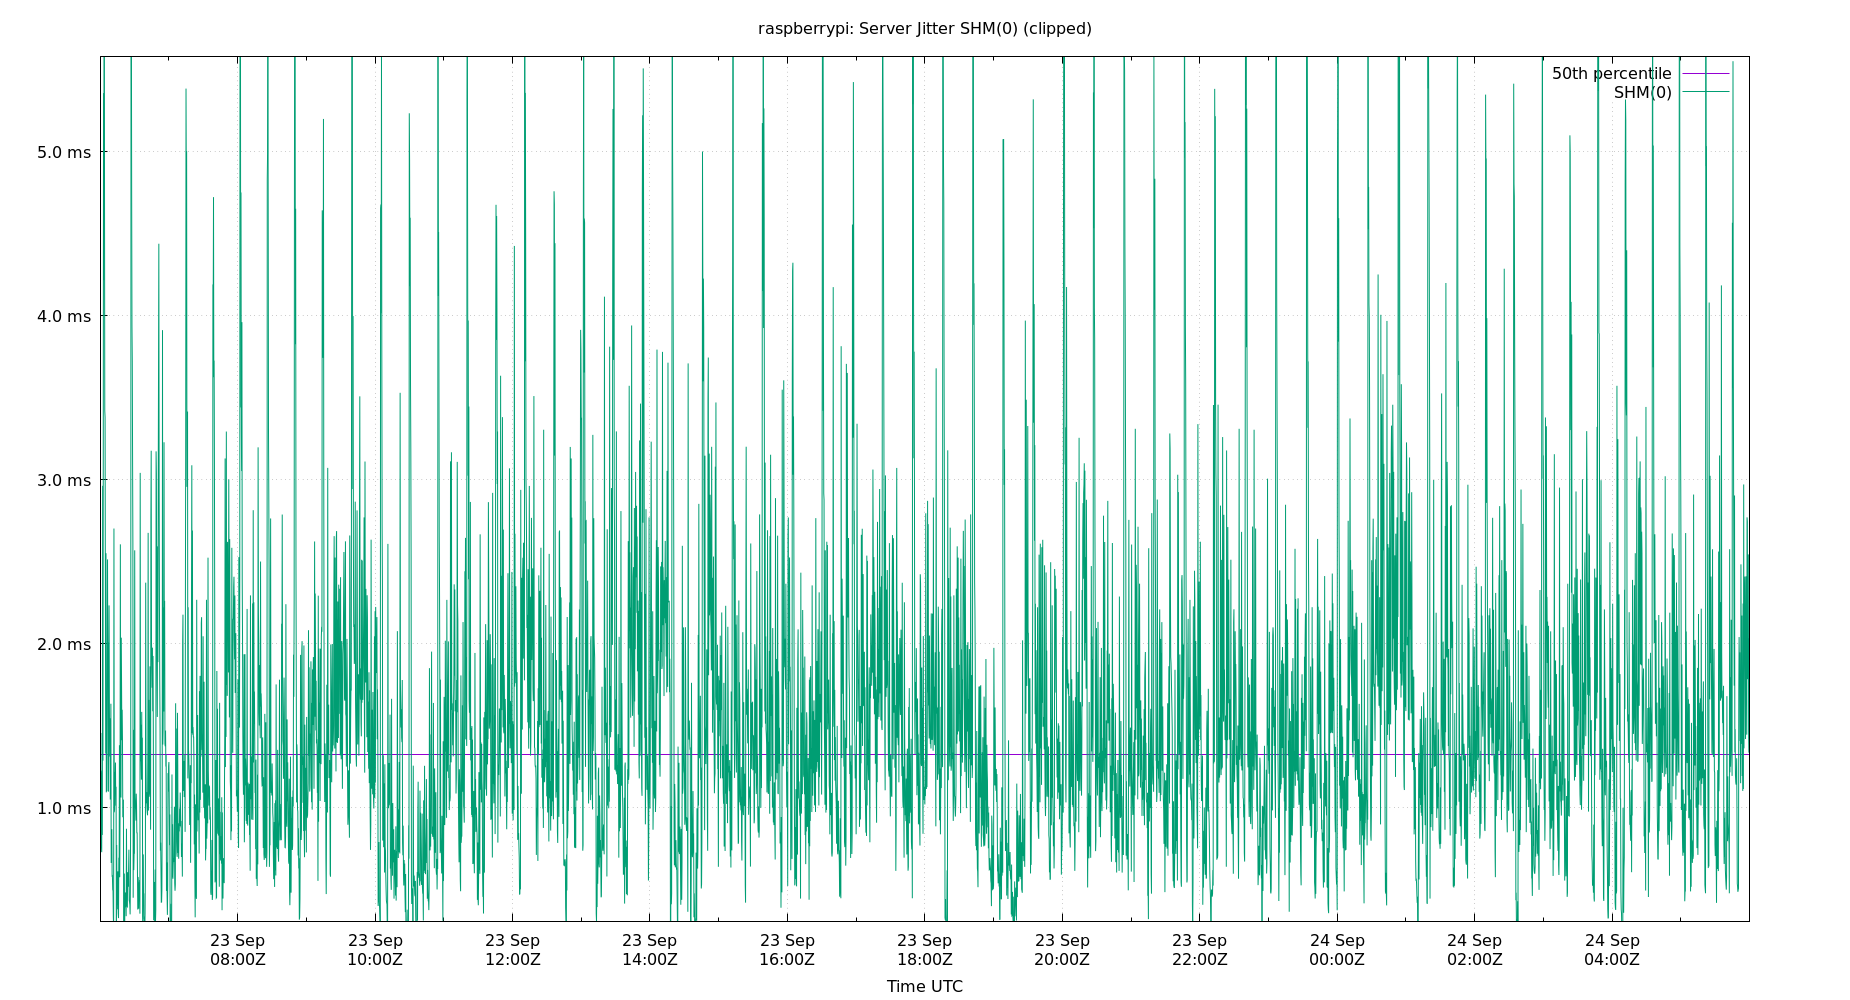 raspberrypi: Server Jitter SHM(0) (clipped)
50th percentile
SHM(0)
5.0 ms
4.0 ms
3.0 ms
2.0 ms
1.0 ms
23 Sep 23 Sep 23 Sep 23 Sep 23 Sep 23 Sep 23 Sep 23 Sep 24 Sep 24 Sep 24 Sep
08:00Z 10:00Z 12:00Z 14:00Z 16:00Z 18:00Z 20:00Z 22:00Z 00:00Z 02:00Z 04:00Z
Time UTC